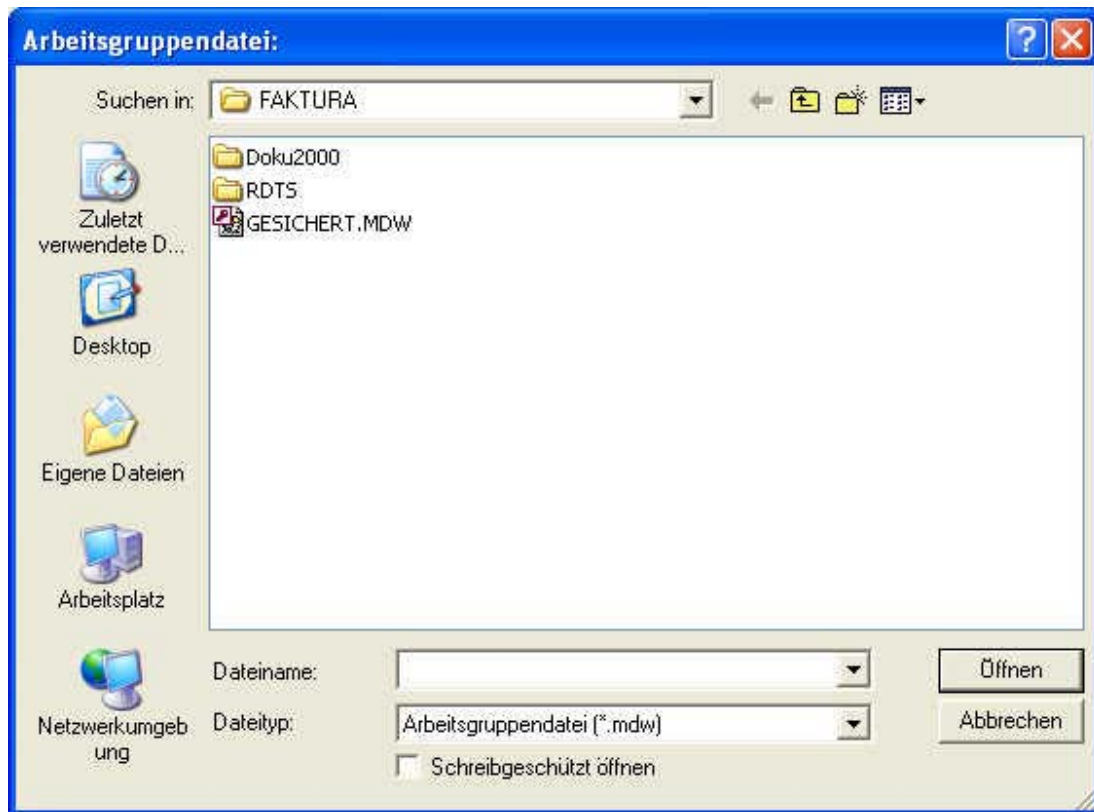 Arbeitsgruppendatei:
Suchen in:
FAKTURA
Doku2000
RDTS
GESICHERT.MDW
Zuletzt
verwendete D...
Desktop
Eigene Dateien
Arbeitsplatz
Netzwerkumgeb
ung
Dateiname:
Öffnen
Dateityp:
Arbeitsgruppendatei (*.mdw)
Abbrechen
Schreibgeschützt öffnen